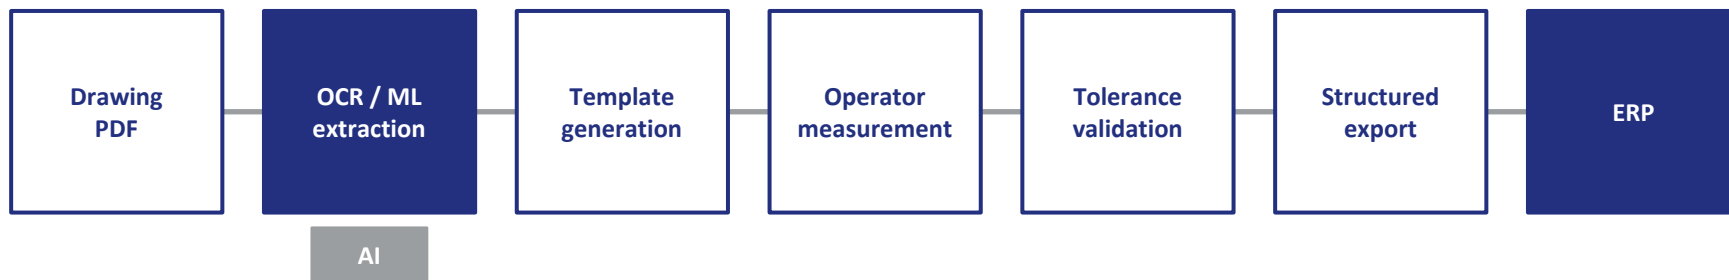 Drawing
PDF
OCR / ML
extraction
Template
generation
Operator
measurement
Tolerance
validation
Structured
export
ERP
AI